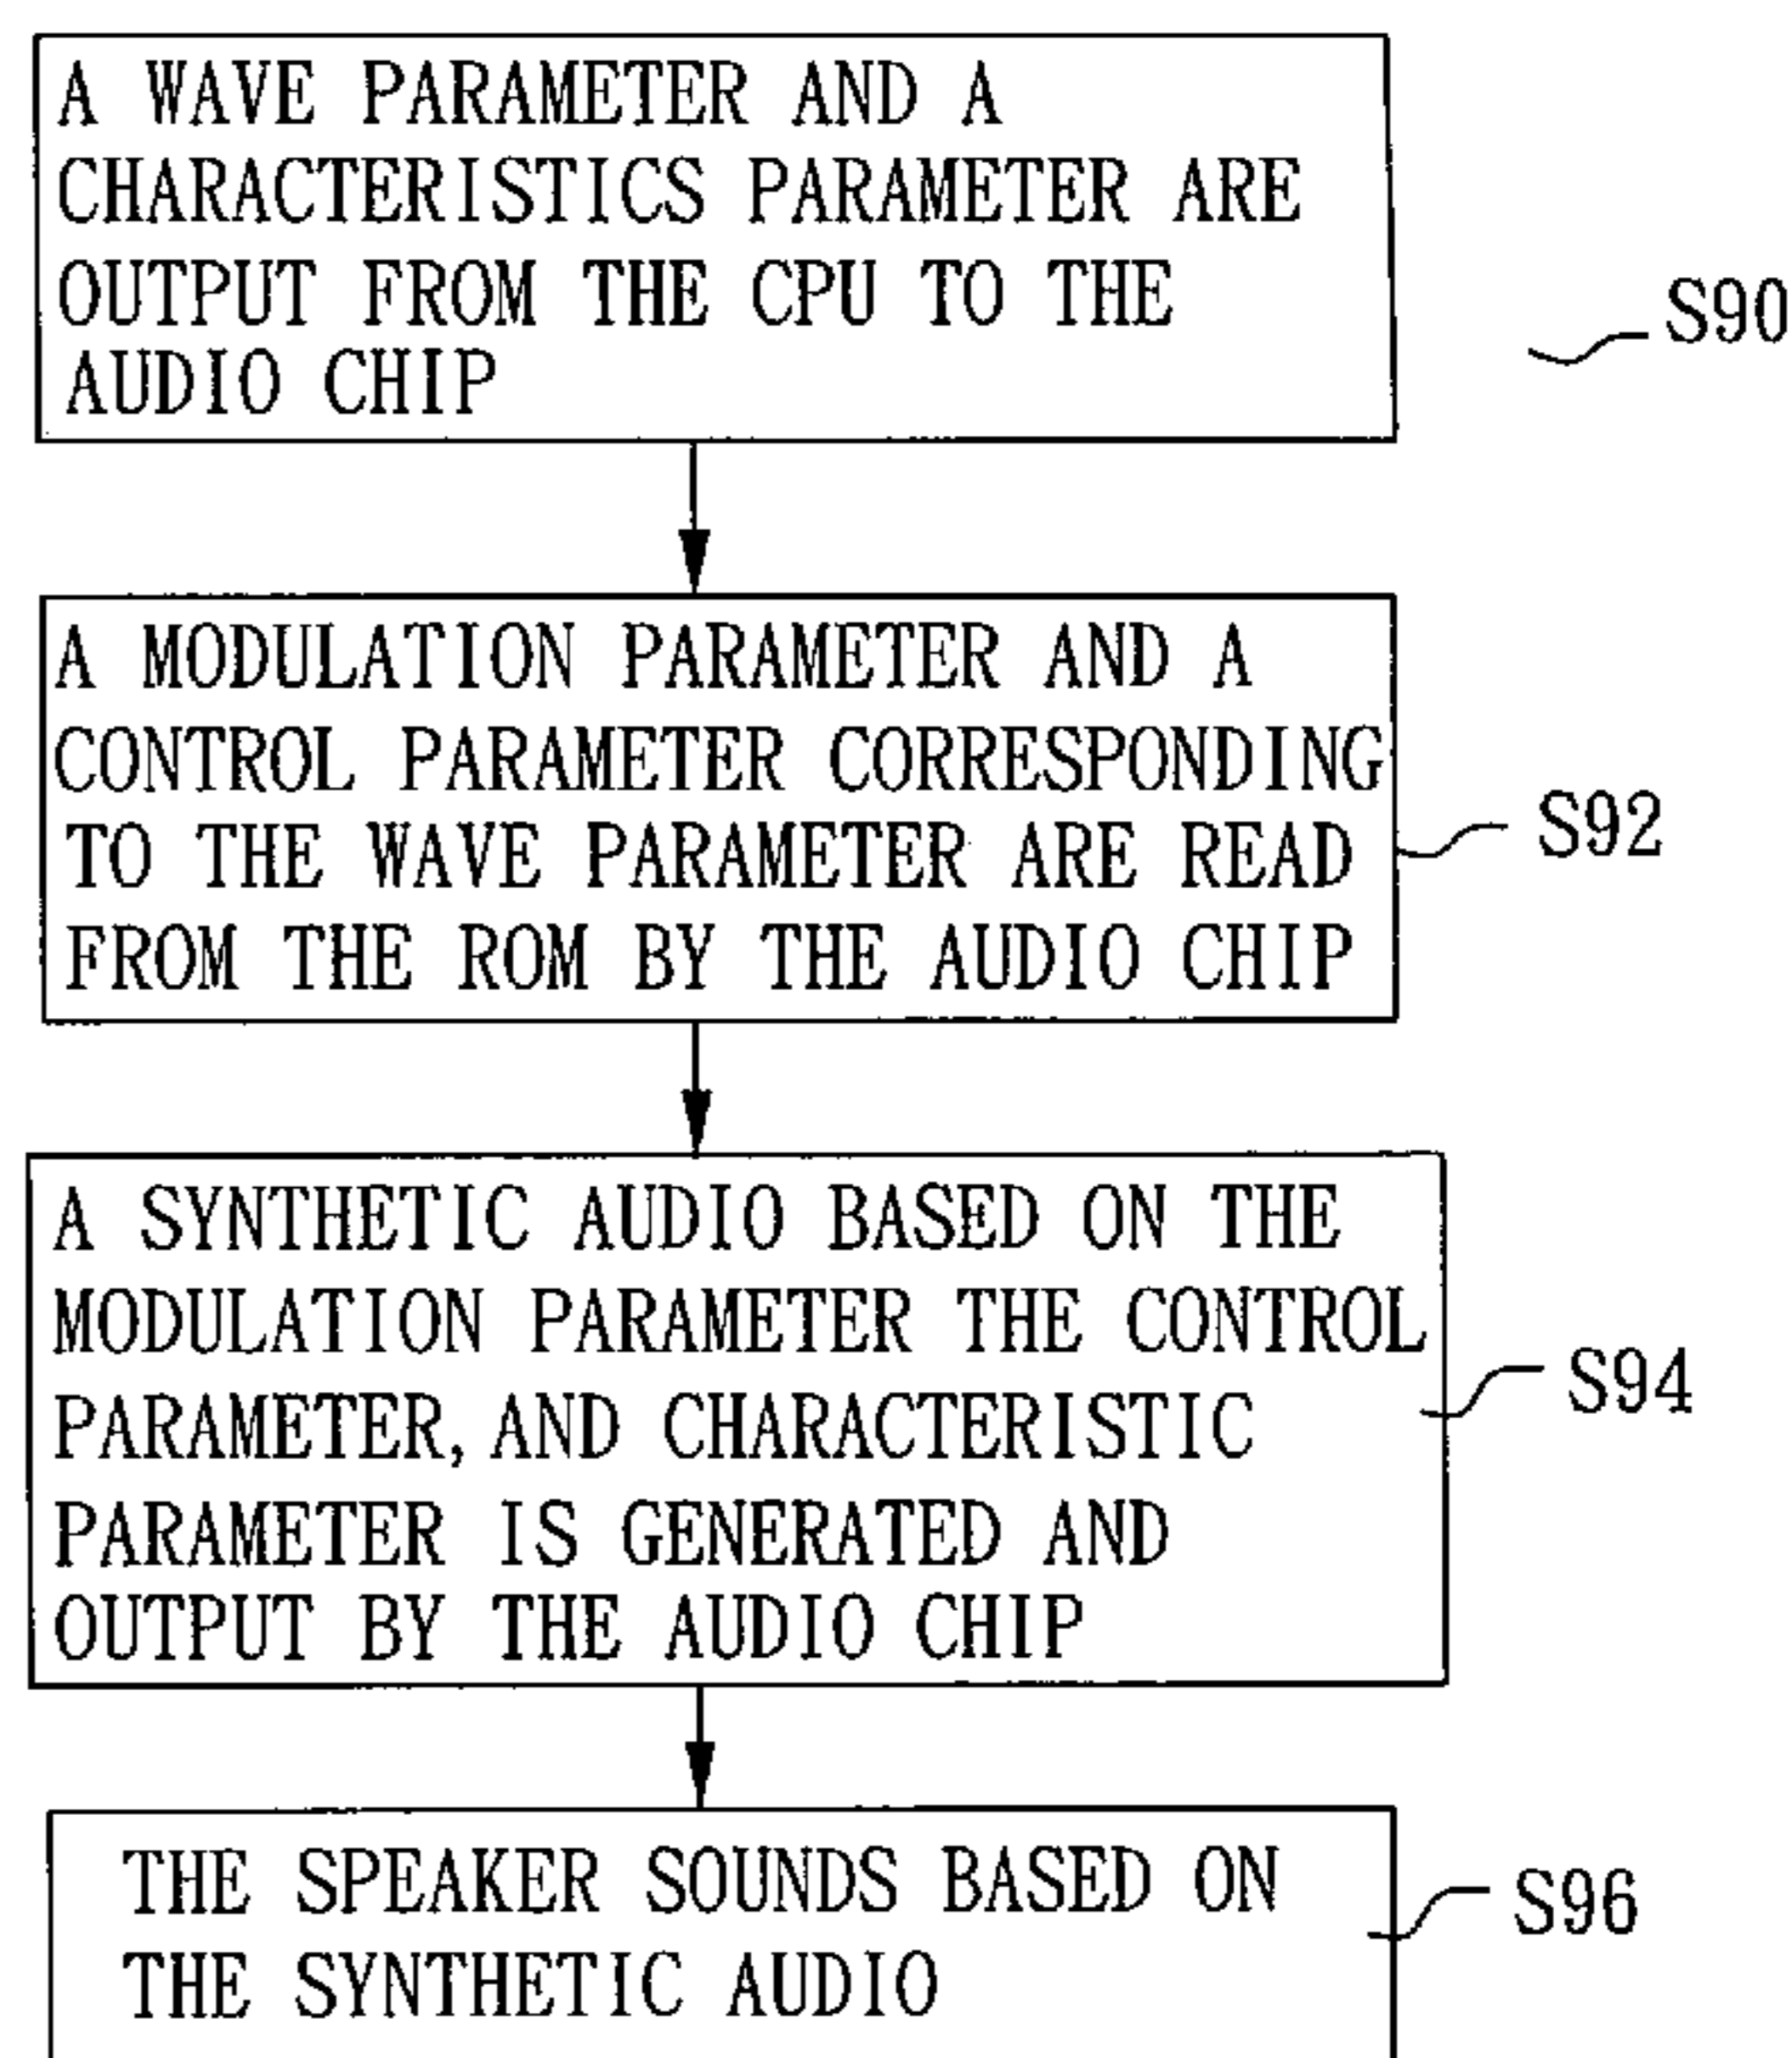 A WAVE PARAMETER AND A
CHARACTERISTICS PARAMETER ARE
OUTPUT FROM THE CPU TO THE
AUDIO CHIP
S90
A MODULATION PARAMETER AND A
CONTROL PARAMETER CORRESPONDING
TO THE WAVE PARAMETER ARE READ
FROM THE ROM BY THE AUDIO CHIP
S92
A SYNTHETIC AUDIO BASED ON THE
MODULATION PARAMETER THE CONTROL
PARAMETER, AND CHARACTERISTIC
PARAMETER IS GENERATED AND
OUTPUT BY THE AUDIO CHIP
S94
THE SPEAKER SOUNDS BASED ON
THE SYNTHETIC AUDIO
S96